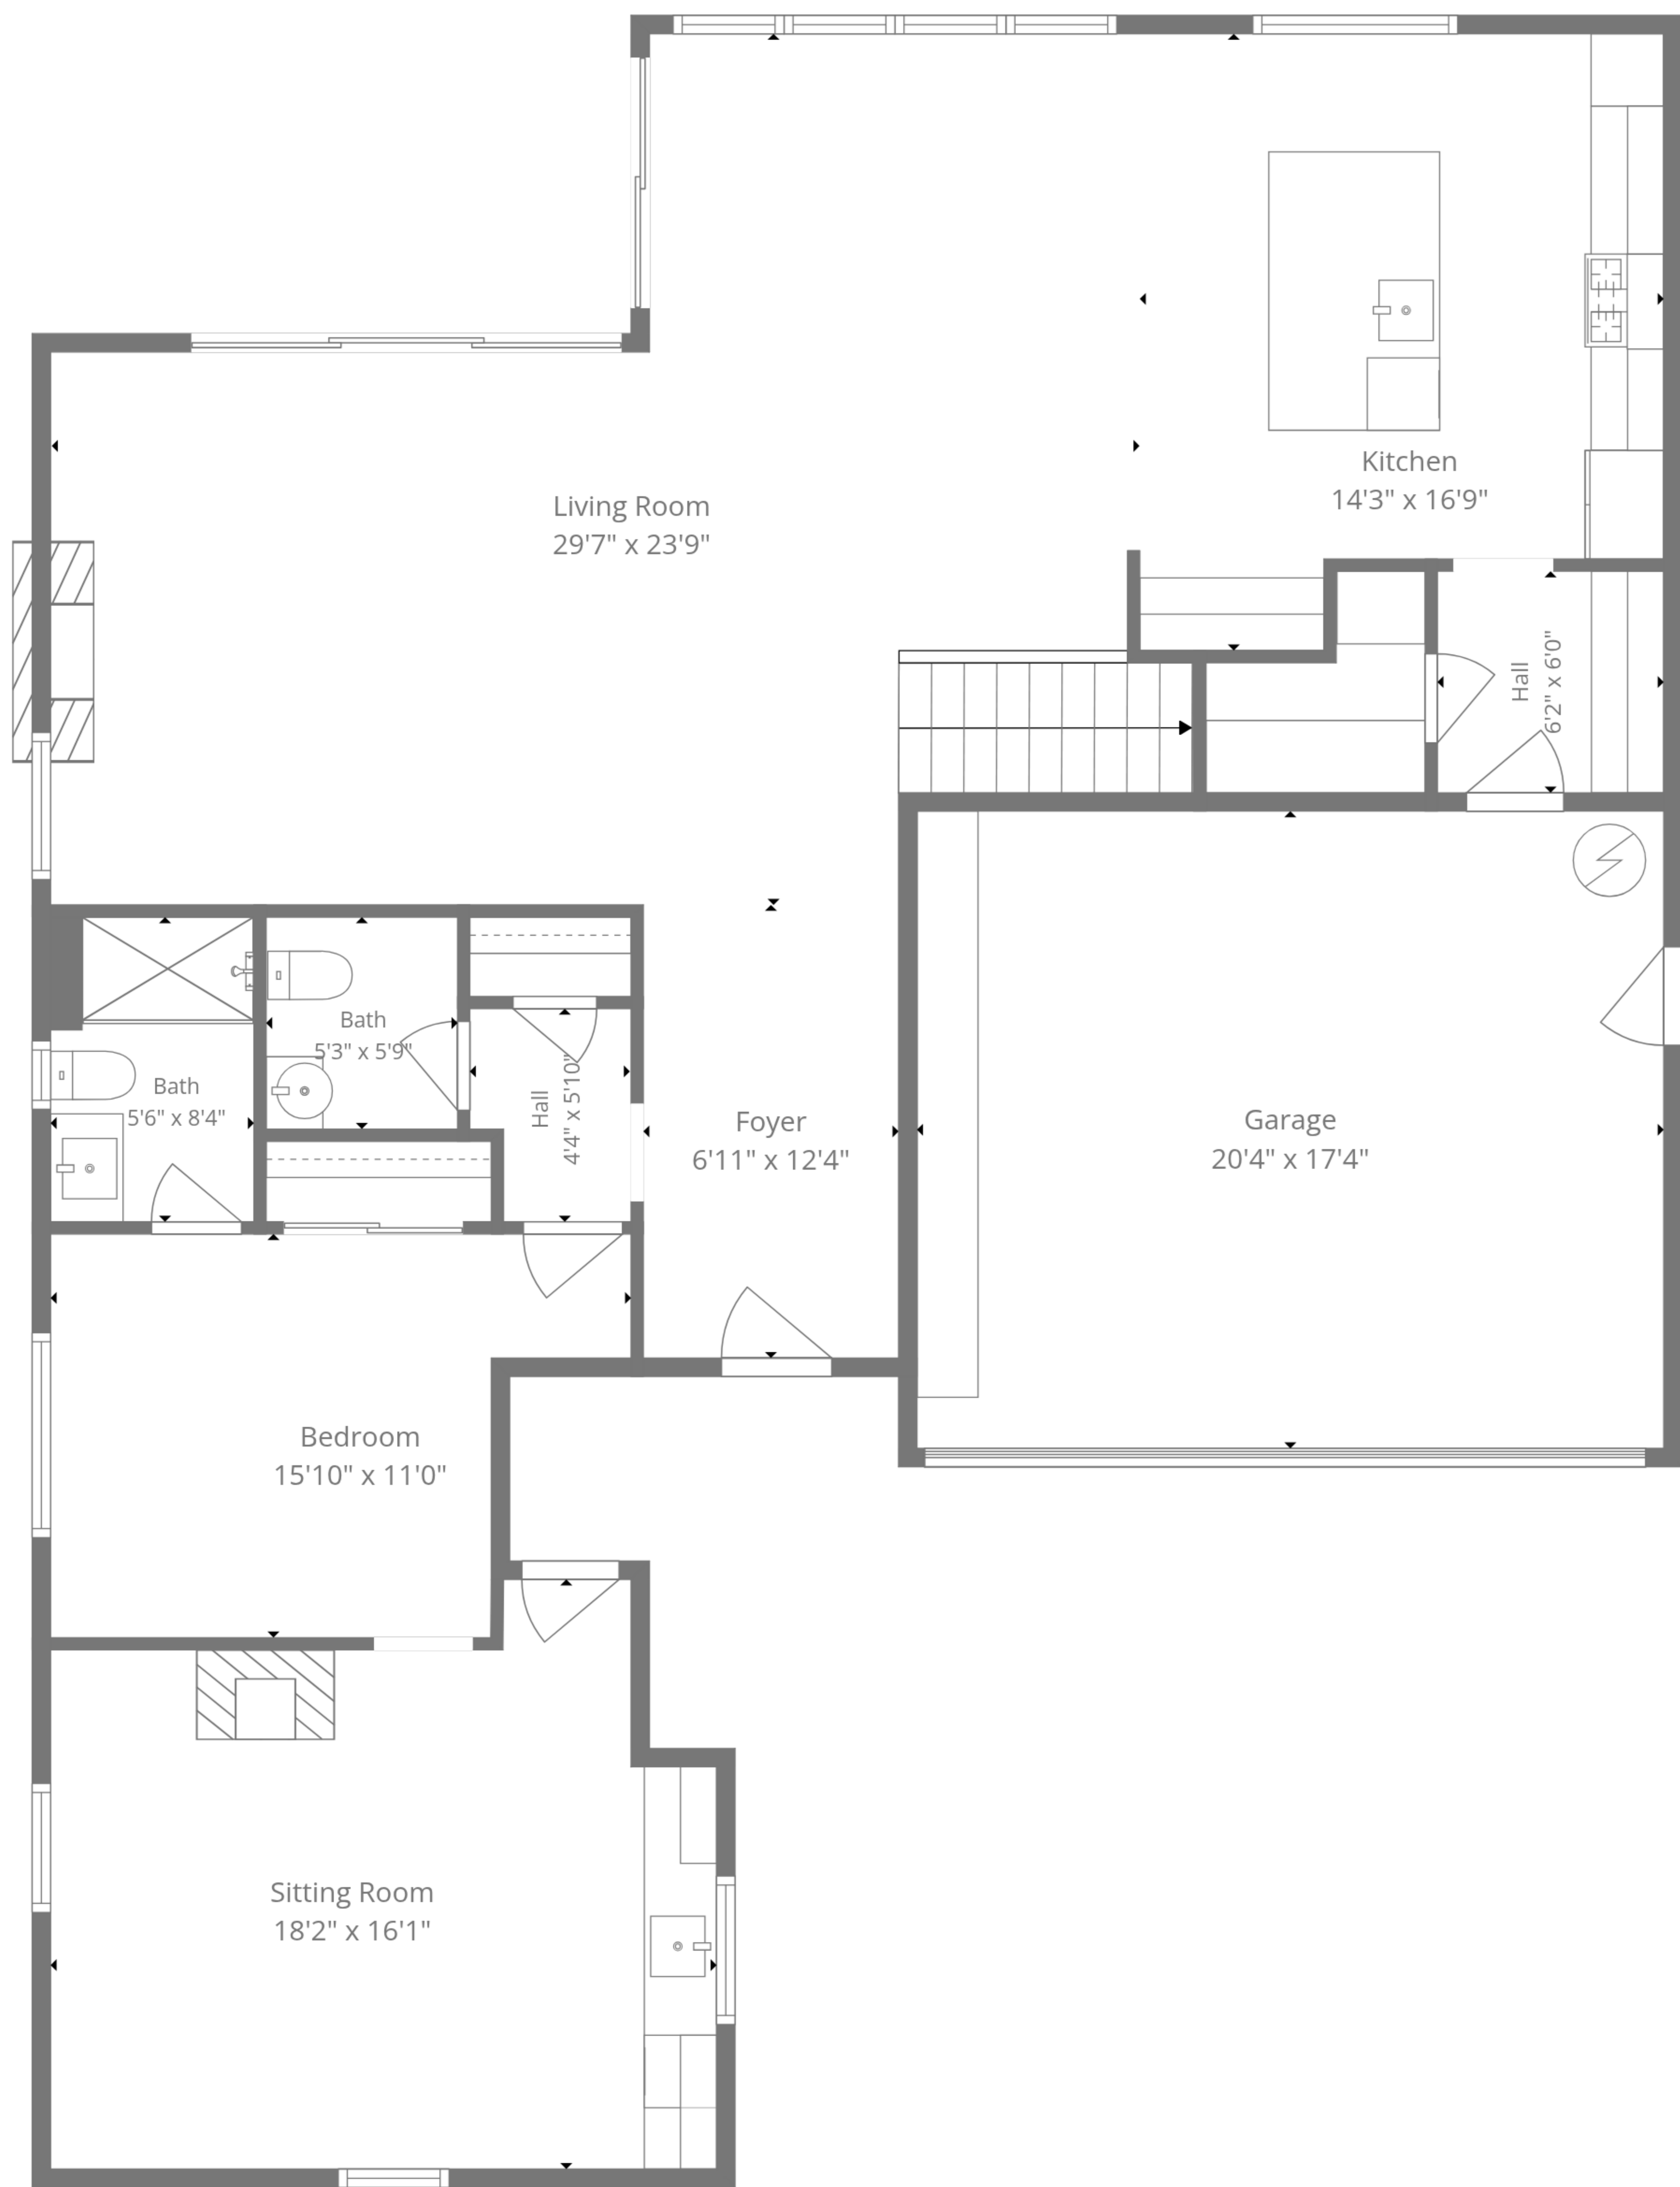 Kitchen
14'3" x 16'9"
Living Room
29'7" x 23'9"
Hall
6'2" x 6'0"
Bath
5'3" x 5'9"
Bath
5'6" x 8'4"
Hall
4'4" x 5'10"
Foyer
6'11" x 12'4"
Garage
20'4" x 17'4"
Bedroom
15'10" x 11'0"
Sitting Room
18'2" x 16'1"